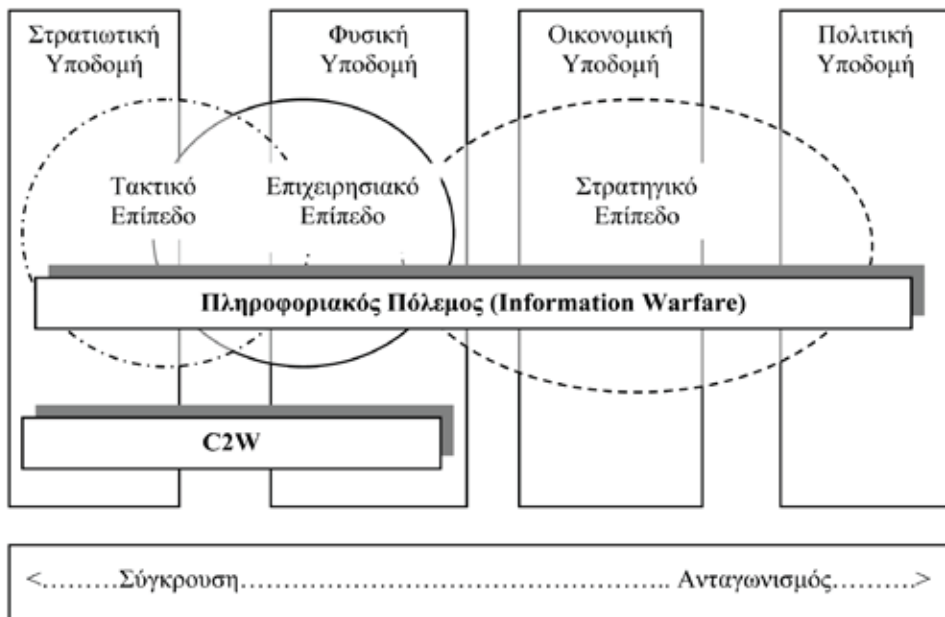 Στρατιωτική
Υποδομή
Φυσική
Υποδομή
Οικονομική
Υποδομή
Πολιτική
Υποδομή
Τακτικό
Επίπεδο
Επιχειρησιακό
Επίπεδο
Στρατηγικό
Επίπεδο
Πληροφοριακός Πόλεμος (Information Warfare)
C2W
<.........Σύγκρουση........................................................ Ανταγωνισμός..........>